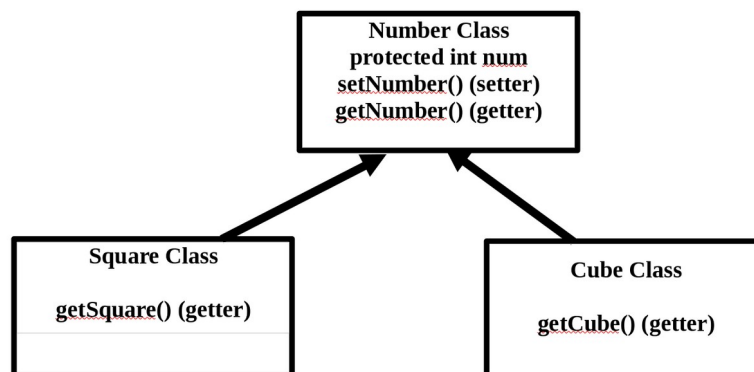 Number Class
protected int num
setNumber() (setter)
getNumber() (getter)
Square Class
getSquare() (getter)
Cube Class
getCube() (getter)